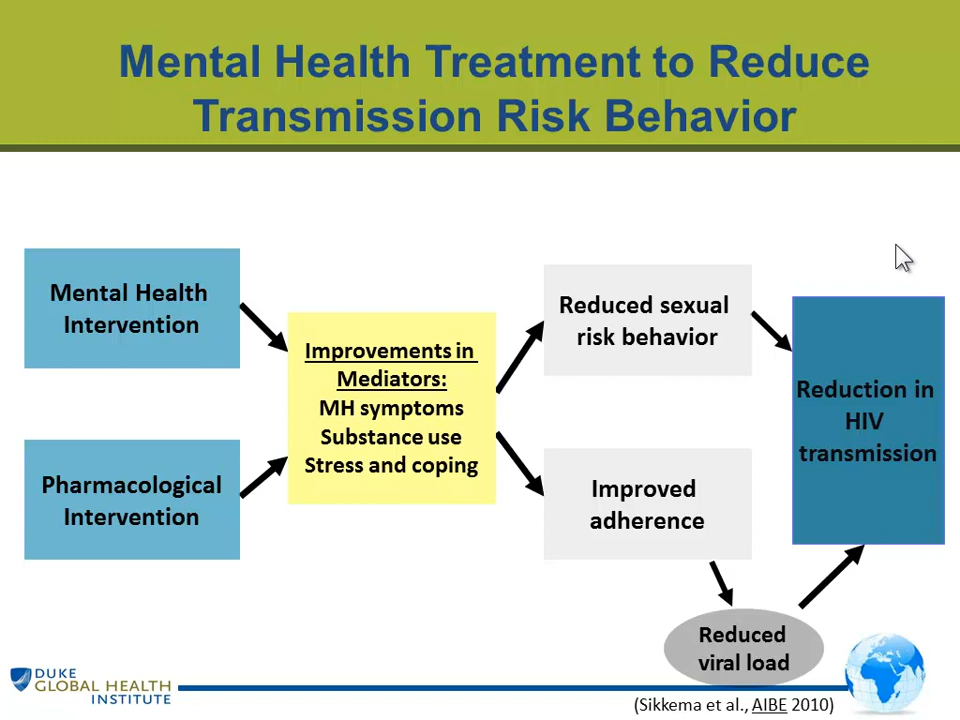 Mental Health Treatment to Reduce
Transmission Risk Behavior
Mental Health
Intervention
Pharmacological
Intervention
Improvements in
Mediators:
MH symptoms
Substance use
Stress and coping
Reduced sexual
risk behavior
Improved
adherence
Reduced
viral load
Reduction in
HIV
transmission
DUKE
GLOBAL HEALTH
INSTITUTE
(Sikkema et al., AIBE 2010)